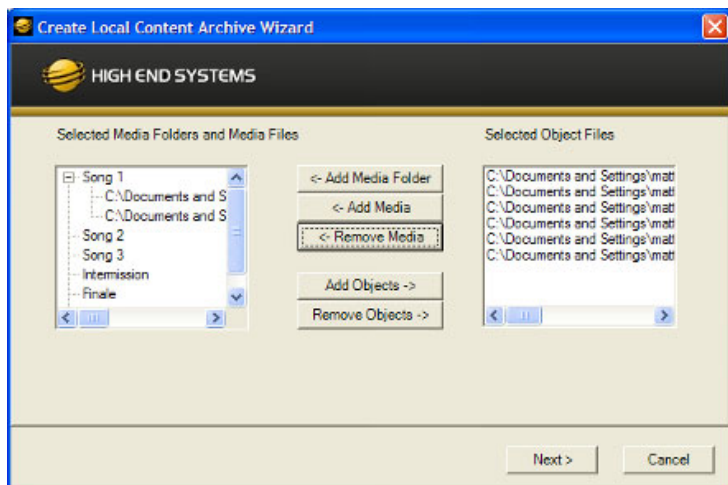 Create Local Content Archive Wizard
HIGH END SYSTEMS
Selected Media Folders and Media Files
Selected Object Files
Song 1
C:\Documents and S
C:\Documents and S
Song 2
Song 3
Intermission
Finale
<- Add Media Folder
<- Add Media
<- Remove Media
Add Objects ->
Remove Objects ->
C:\Documents and Settings\matt
C:\Documents and Settings\matt
C:\Documents and Settings\matt
C:\Documents and Settings\matt
C:\Documents and Settings\matt
C:\Documents and Settings\matt
Next >
Cancel